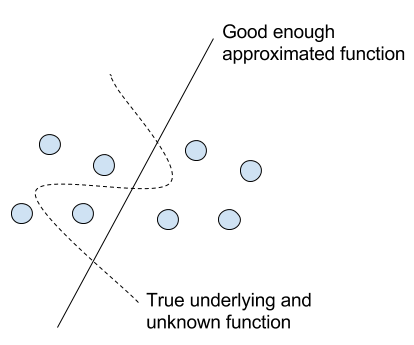 Good enough
approximated function
True underlying and
unknown function